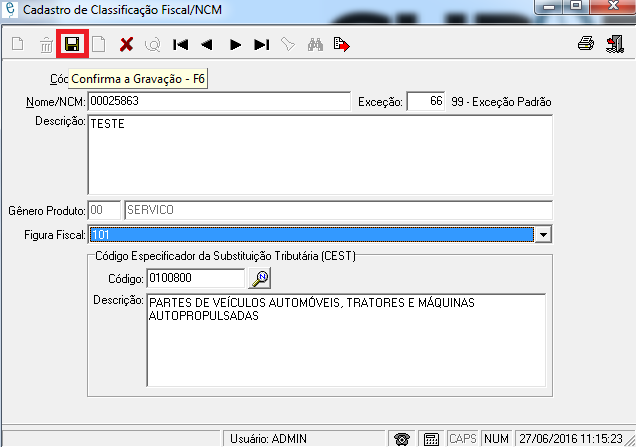 Cadastro de Classificação Fiscal/NCM
Cód
Confirma a Gravação - F6
Nome/NCM: 00025863 Exceção: 66 99 - Exceção Padrão
Descrição: TESTE
Gênero Produto: 00 SERVICO
Figura Fiscal: 101
Código Especificador da Substituição Tributária (CEST)
Código: 0100800
Descrição: PARTES DE VEÍCULOS AUTOMÓVEIS, TRATORES E MÁQUINAS
AUTOPROPULSADAS
Usuário: ADMIN CAPS NUM 27/06/2016 11:15:23